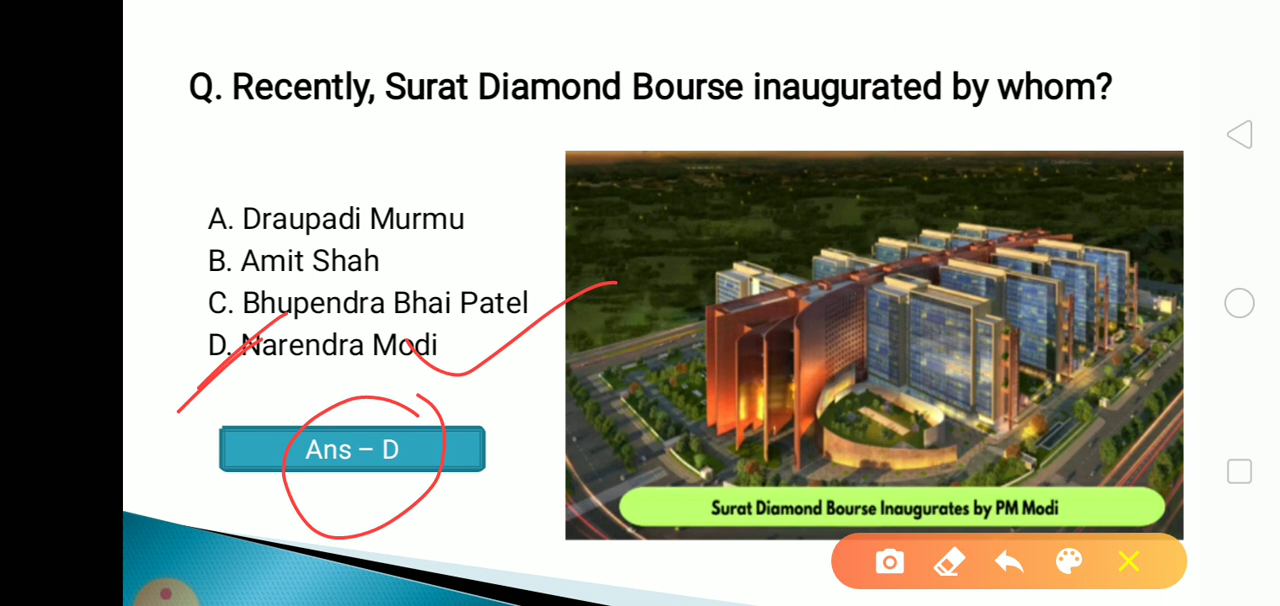 Q. Recently, Surat Diamond Bourse inaugurated by whom?
A. Draupadi Murmu
B. Amit Shah
C. Bhupendra Bhai Patel
D. Narendra Modi
Ans – D
Surat Diamond Bourse Inaugurates by PM Modi